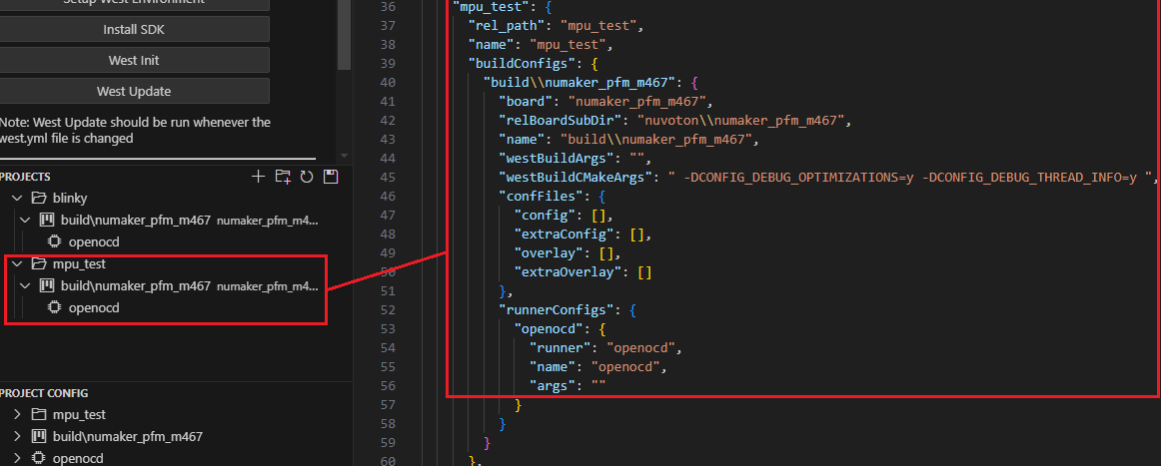 Setup West Environment
Install SDK
West Init
West Update
Note: West Update should be run whenever the
west.yml file is changed
PROJECTS
blinky
build\numaker_pfm_m467 numaker_pfm_m4...
openocd
mpu_test
build\numaker_pfm_m467 numaker_pfm_m4...
openocd
PROJECT CONFIG
mpu_test
build\numaker_pfm_m467
openocd
36 "mpu_test": {
37 "rel_path": "mpu_test",
38 "name": "mpu_test",
39 "buildConfigs": {
40 "build\\numaker_pfm_m467": {
41 "board": "numaker_pfm_m467",
42 "relBoardSubDir": "nuvoton\\numaker_pfm_m467",
43 "name": "build\\numaker_pfm_m467",
44 "westBuildArgs": "",
45 "westBuildCMakeArgs": " -DCONFIG_DEBUG_OPTIMIZATIONS=y -DCONFIG_DEBUG_THREAD_INFO=y ",
46 "confFiles": {
47 "config": [],
48 "extraConfig": [],
49 "overlay": [],
50 "extraOverlay": []
51 },
52 "runnerConfigs": {
53 "openocd": {
54 "runner": "openocd",
55 "name": "openocd",
56 "args": ""
57 }
58 }
59 }
60 },